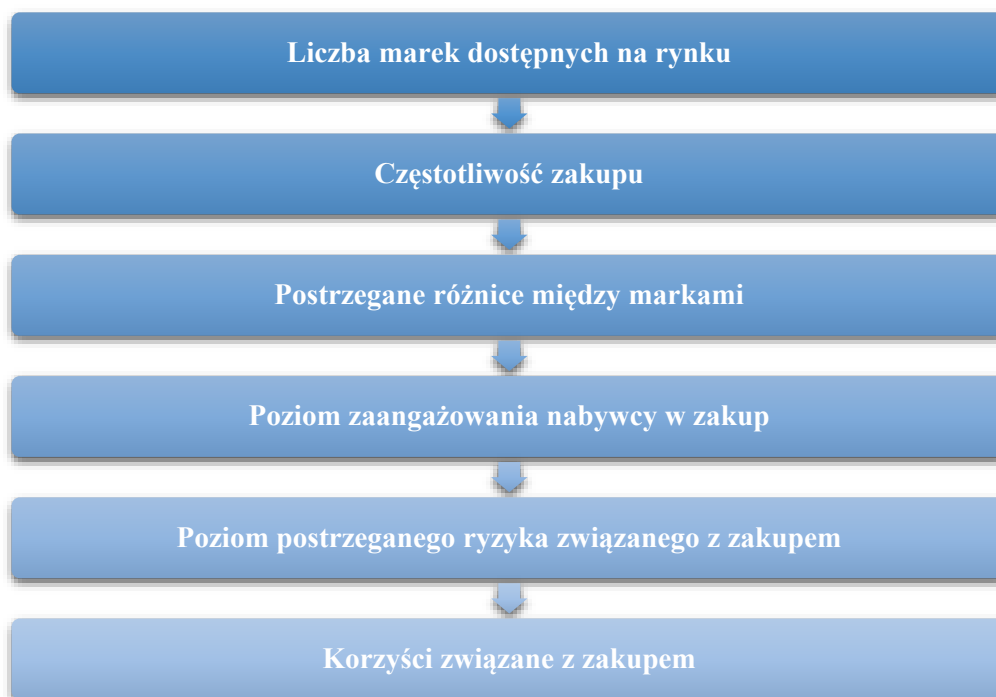 Liczba marek dostępnych na rynku
Częstotliwość zakupu
Postrzegane różnice między markami
Poziom zaangażowania nabywcy w zakup
Poziom postrzeganego ryzyka związanego z zakupem
Korzyści związane z zakupem